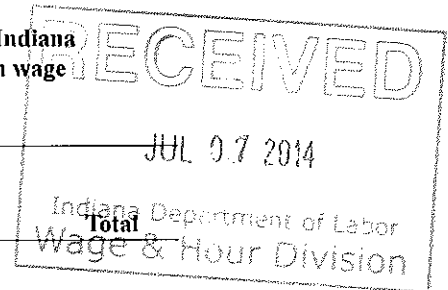 Indiana
wage
RECEIVED
JUL 07 2014
Indiana Department of Labor
Total
Wage & Hour Division